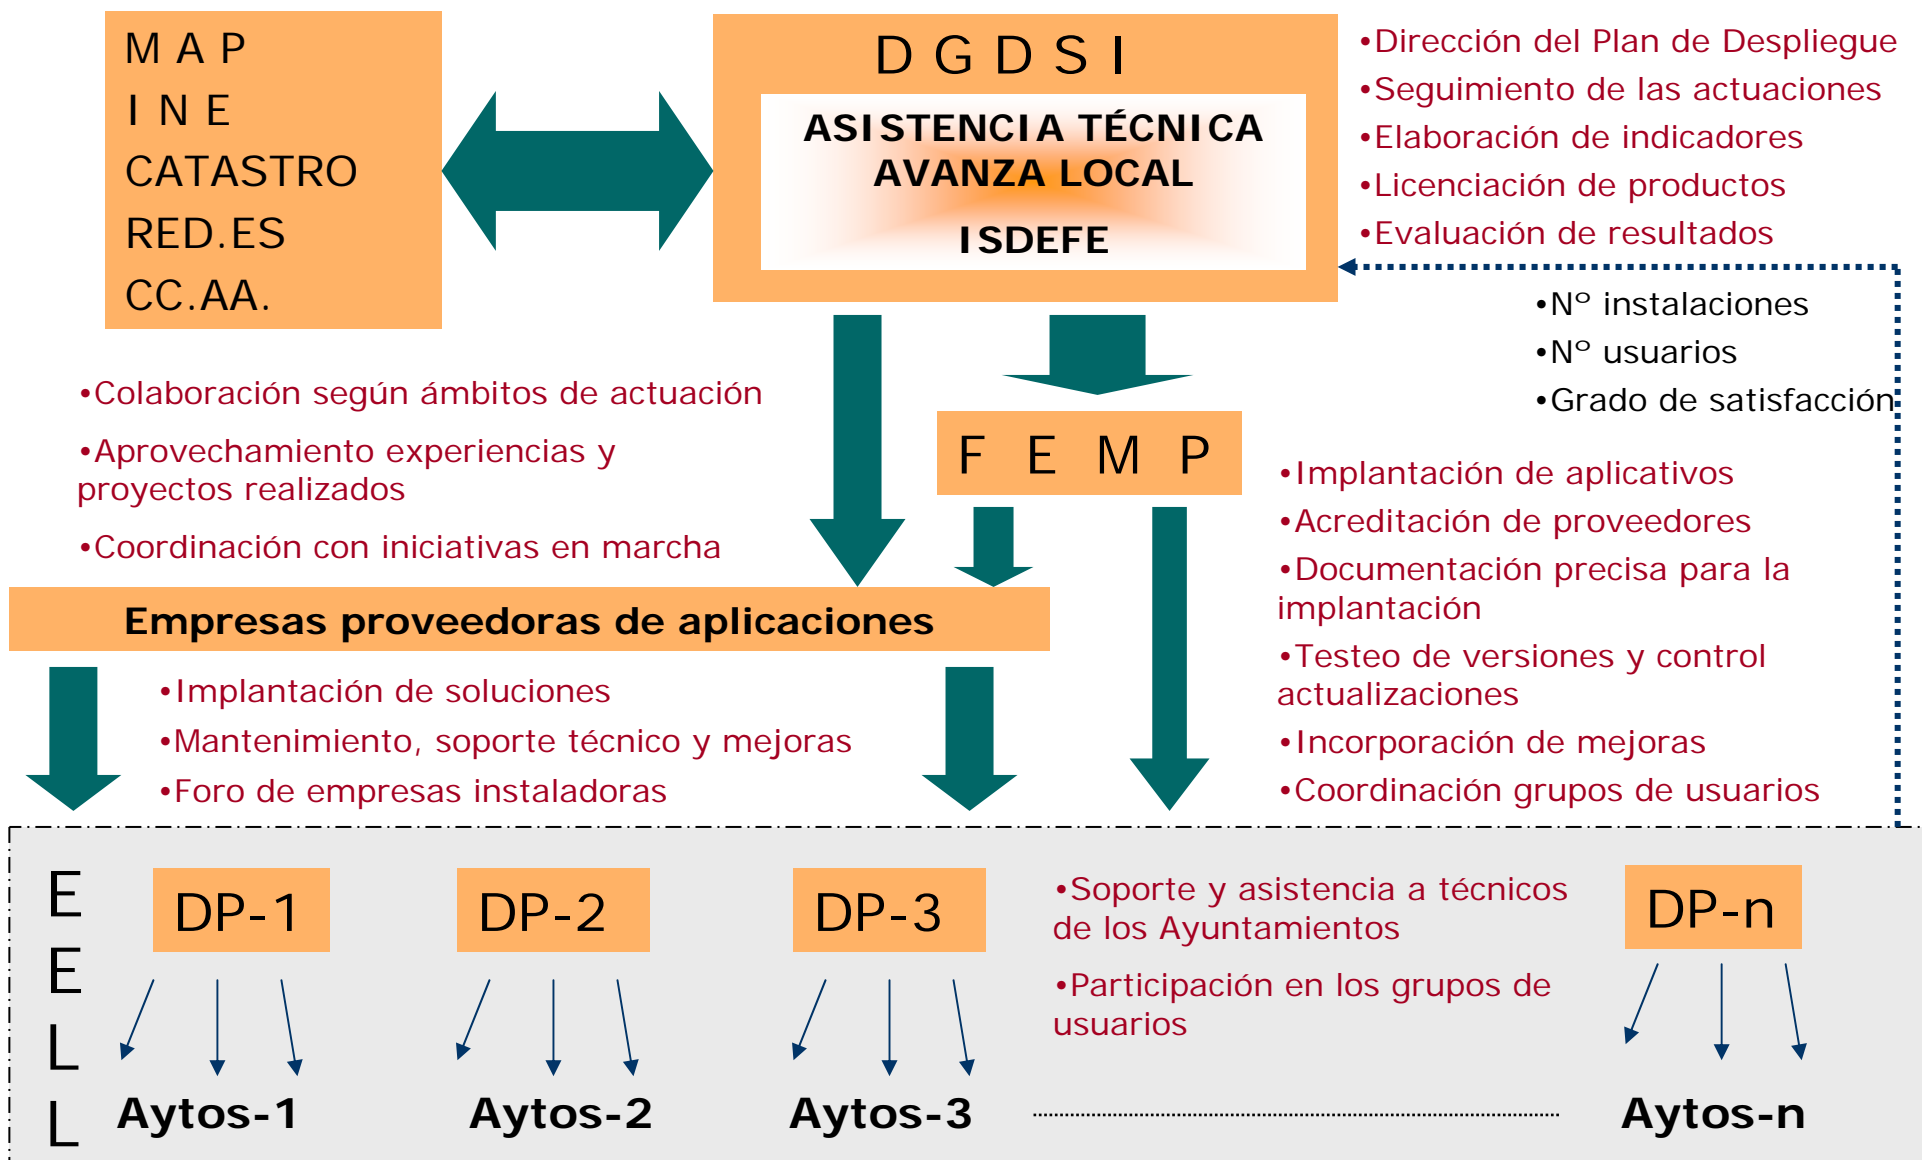 M A P
I N E
CATASTRO
RED.ES
CC.AA.
D G D S I
ASISTENCIA TÉCNICA
AVANZA LOCAL
ISDEFE
•Dirección del Plan de Despliegue
•Seguimiento de las actuaciones
•Elaboración de indicadores
•Licenciación de productos
•Evaluación de resultados
•Nº instalaciones
•Nº usuarios
•Grado de satisfacción
•Colaboración según ámbitos de actuación
•Aprovechamiento experiencias y
proyectos realizados
•Coordinación con iniciativas en marcha
F E M P
•Implantación de aplicativos
•Acreditación de proveedores
•Documentación precisa para la
implantación
•Testeo de versiones y control
actualizaciones
•Incorporación de mejoras
•Coordinación grupos de usuarios
Empresas proveedoras de aplicaciones
•Implantación de soluciones
•Mantenimiento, soporte técnico y mejoras
•Foro de empresas instaladoras
E
E
L
L
DP-1
DP-2
DP-3
•Soporte y asistencia a técnicos
de los Ayuntamientos
•Participación en los grupos de
usuarios
DP-n
Aytos-1
Aytos-2
Aytos-3
Aytos-n